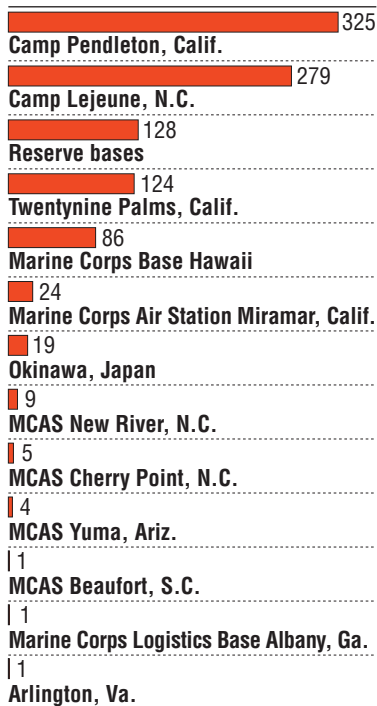 325
Camp Pendleton, Calif.
279
Camp Lejeune, N.C.
128
Reserve bases
124
Twentynine Palms, Calif.
86
Marine Corps Base Hawaii
24
Marine Corps Air Station Miramar, Calif.
19
Okinawa, Japan
9
MCAS New River, N.C.
5
MCAS Cherry Point, N.C.
4
MCAS Yuma, Ariz.
1
MCAS Beaufort, S.C.
1
Marine Corps Logistics Base Albany, Ga.
1
Arlington, Va.